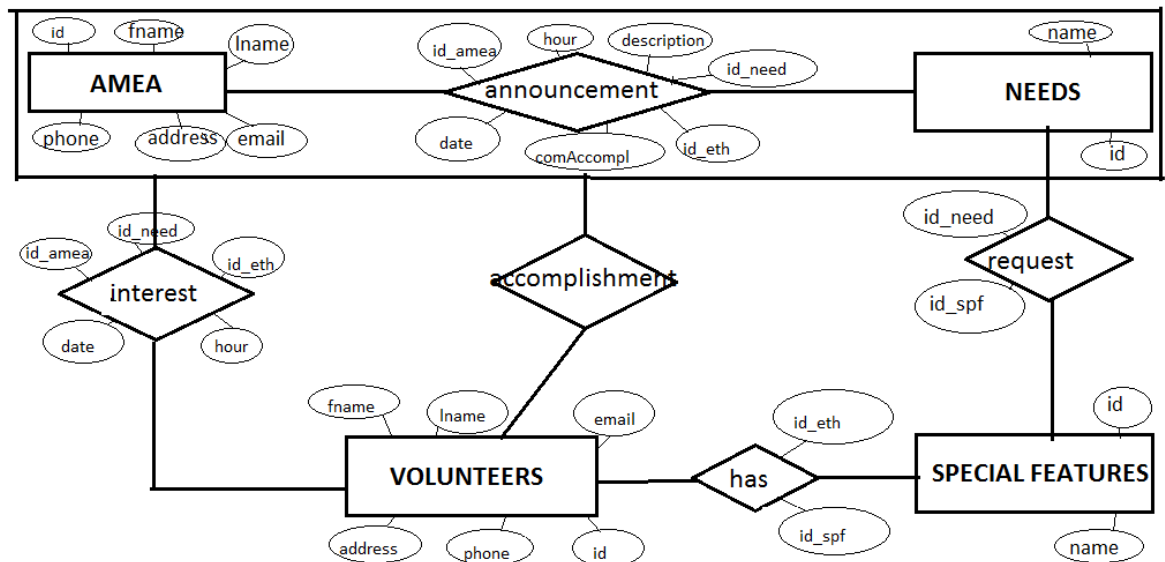 id
fname
lname
AMEA
phone
address
email
id_amea
hour
description
id_need
announcement
date
comAccompl
id_eth
name
NEEDS
id
id_amea
id_need
id_eth
interest
date
hour
accomplishment
id_need
request
id_spf
fname
lname
email
VOLUNTEERS
address
phone
id
id_eth
has
id_spf
id
SPECIAL FEATURES
name